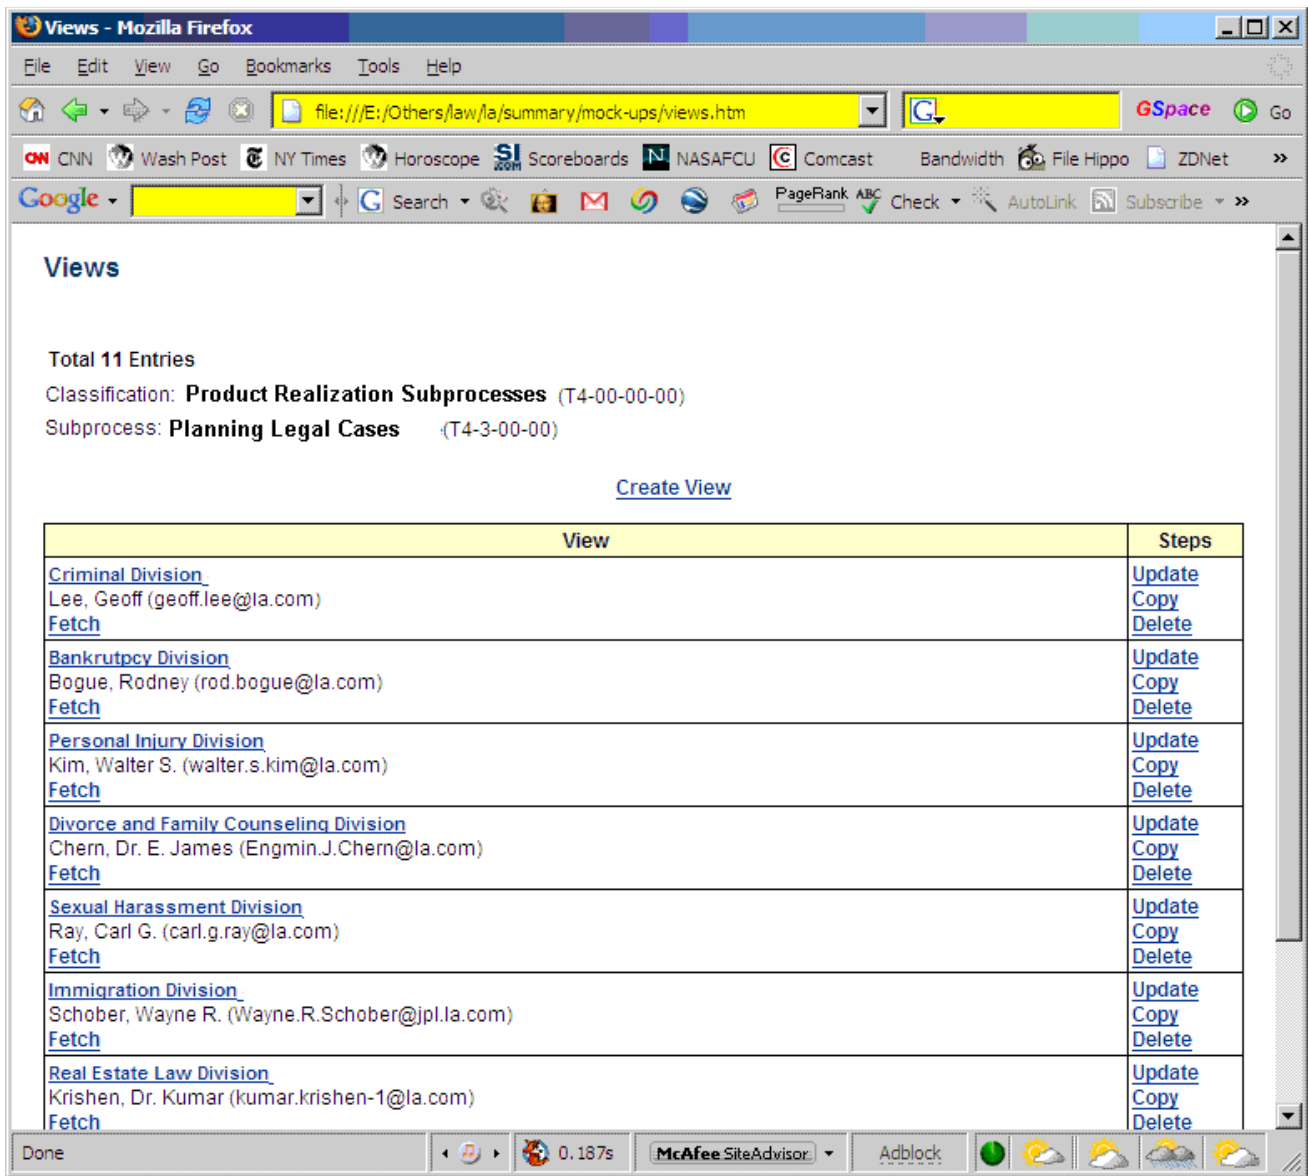 Views - Mozilla Firefox
File Edit View Go Bookmarks Tools Help
file:///E:/Others/law/la/summary/mock-ups/views.htm G GSpace Go
CNN CNN Wash Post NY Times Horoscope SI.COM Scoreboards N NASAFCU C Comcast Bandwidth File Hippo ZDNet »
Google G Search PageRank ABC Check AutoLink Subscribe »
Views
Total 11 Entries
Classification: Product Realization Subprocesses (T4-00-00-00)
Subprocess: Planning Legal Cases (T4-3-00-00)
Create View
View Steps
Criminal Division Update
Lee, Geoff (geoff.lee@la.com) Copy
Fetch Delete
Bankrutpcy Division Update
Bogue, Rodney (rod.bogue@la.com) Copy
Fetch Delete
Personal Injury Division Update
Kim, Walter S. (walter.s.kim@la.com) Copy
Fetch Delete
Divorce and Family Counseling Division Update
Chern, Dr. E. James (Engmin.J.Chern@la.com) Copy
Fetch Delete
Sexual Harassment Division Update
Ray, Carl G. (carl.g.ray@la.com) Copy
Fetch Delete
Immigration Division Update
Schober, Wayne R. (Wayne.R.Schober@jpl.la.com) Copy
Fetch Delete
Real Estate Law Division Update
Krishen, Dr. Kumar (kumar.krishen-1@la.com) Copy
Fetch Delete
Done 0.187s McAfee SiteAdvisor Adblock